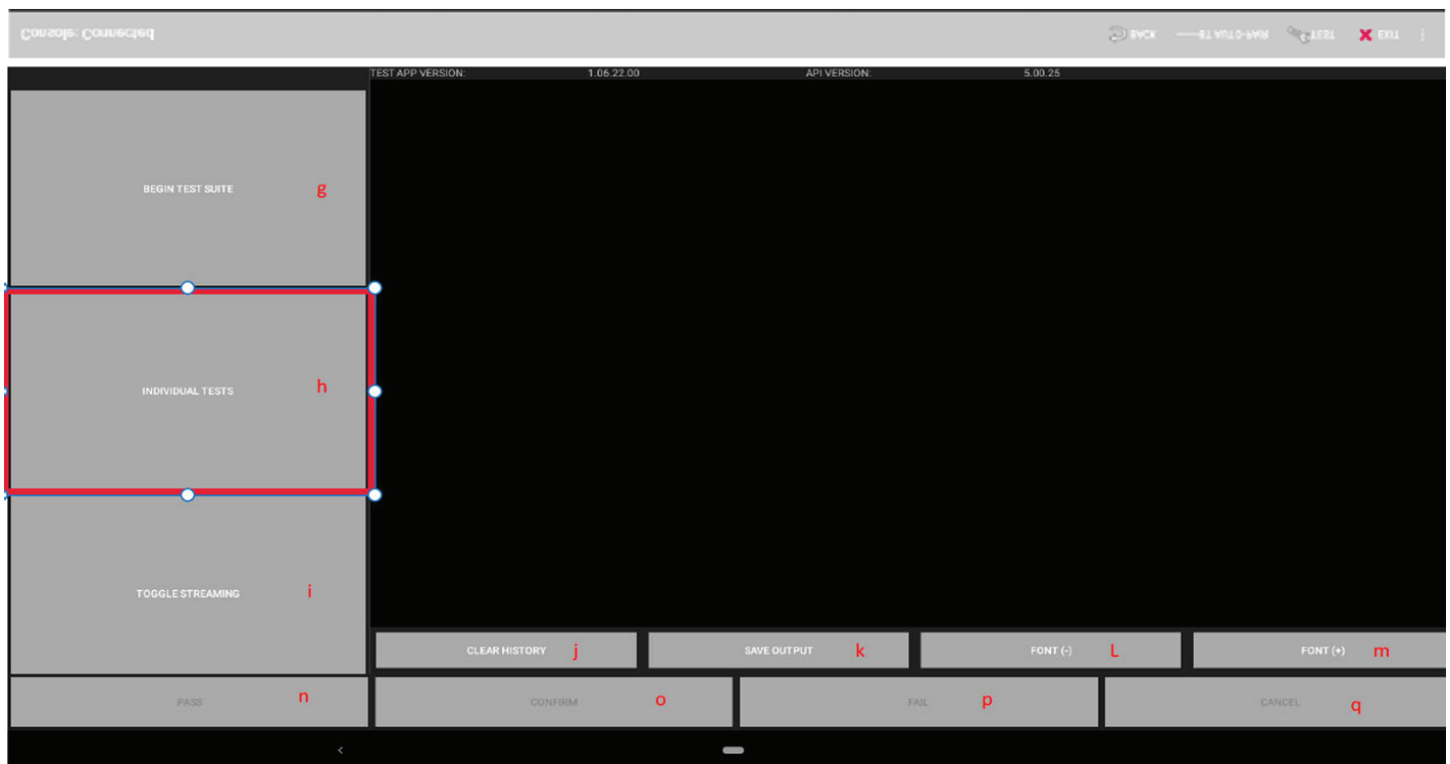 Console: Connected BACK BT AUTO-PAIR TEST EXIT
TEST APP VERSION: 1.06.22.00 API VERSION: 5.00.25
BEGIN TEST SUITE g
INDIVIDUAL TESTS h
TOGGLE STREAMING i
CLEAR HISTORY j SAVE OUTPUT k FONT (-) L FONT (+) m
PASS n CONFIRM o FAIL p CANCEL q